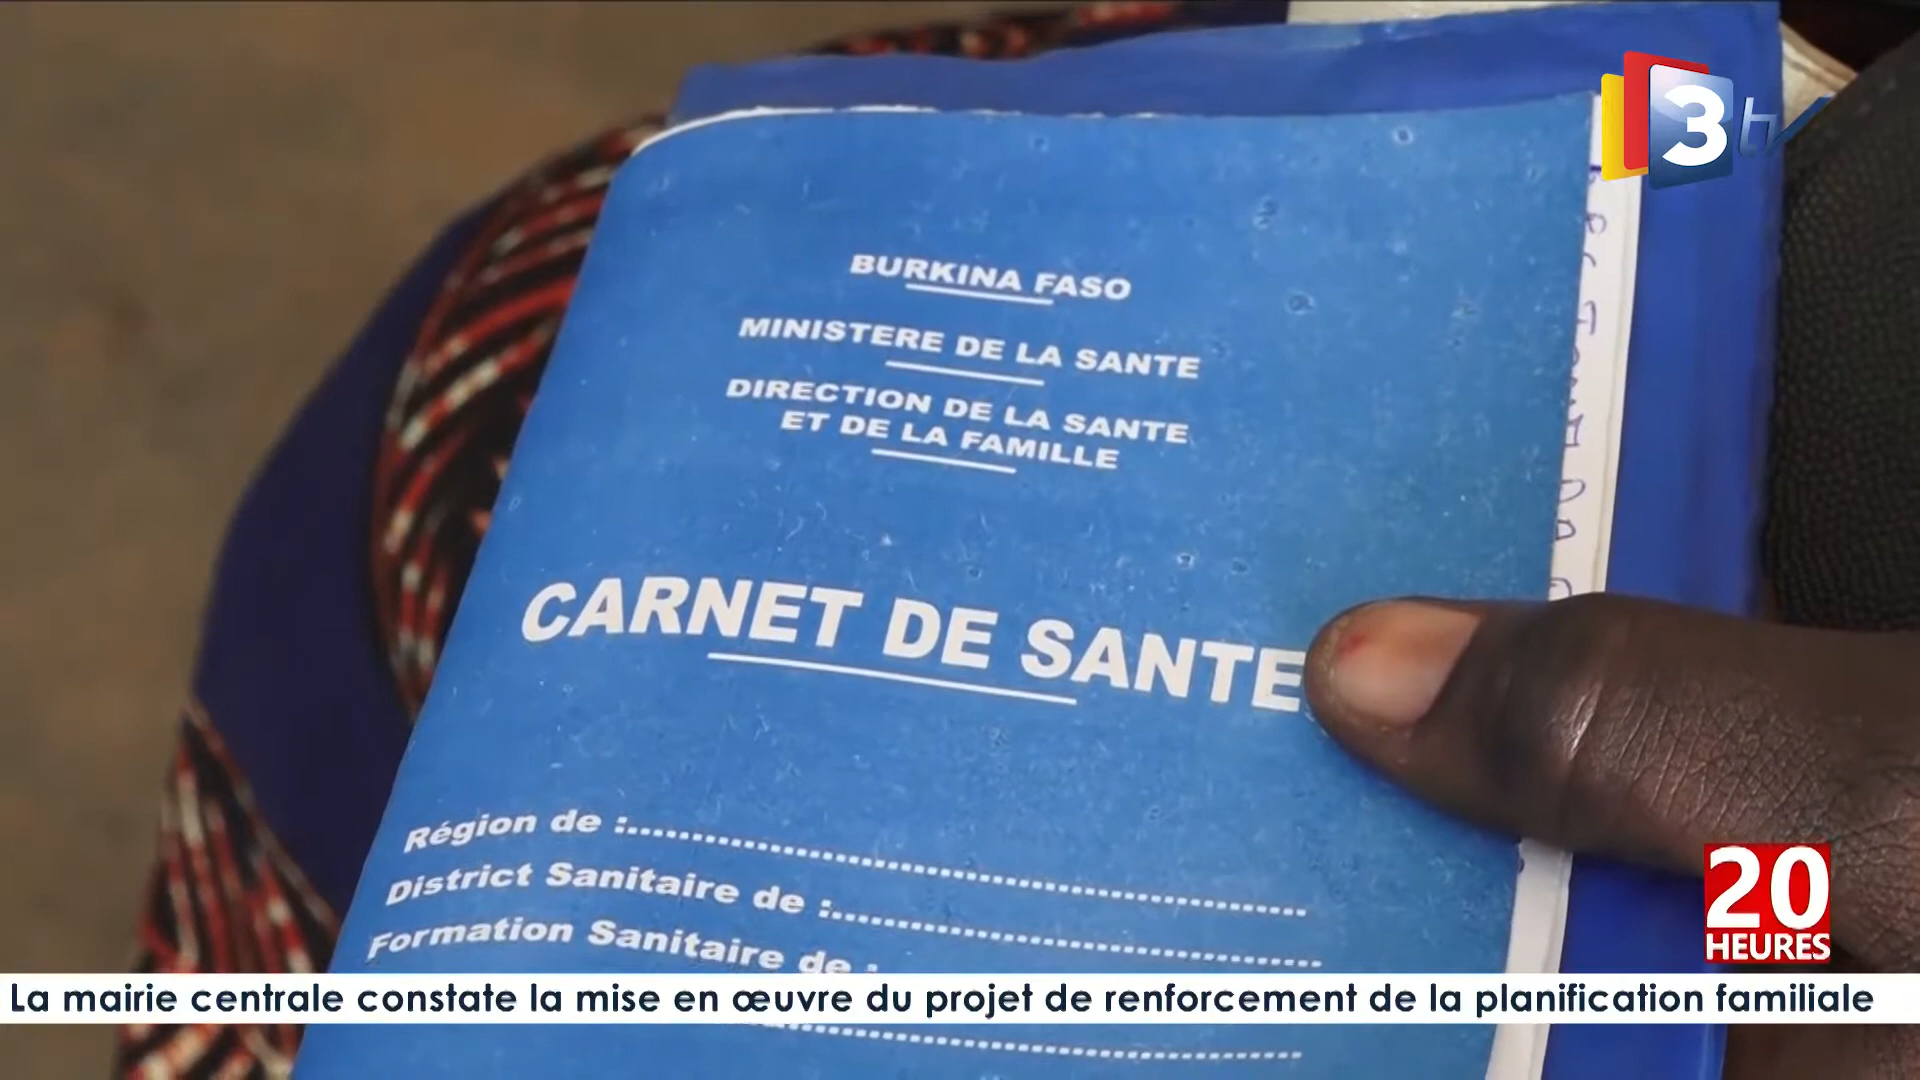 3tv
BURKINA FASO
MINISTERE DE LA SANTE
DIRECTION DE LA SANTE
ET DE LA FAMILLE
CARNET DE SANTE
Région de :
District Sanitaire de :
Formation Sanitaire de :
20
HEURES
La mairie centrale constate la mise en œuvre du projet de renforcement de la planification familiale